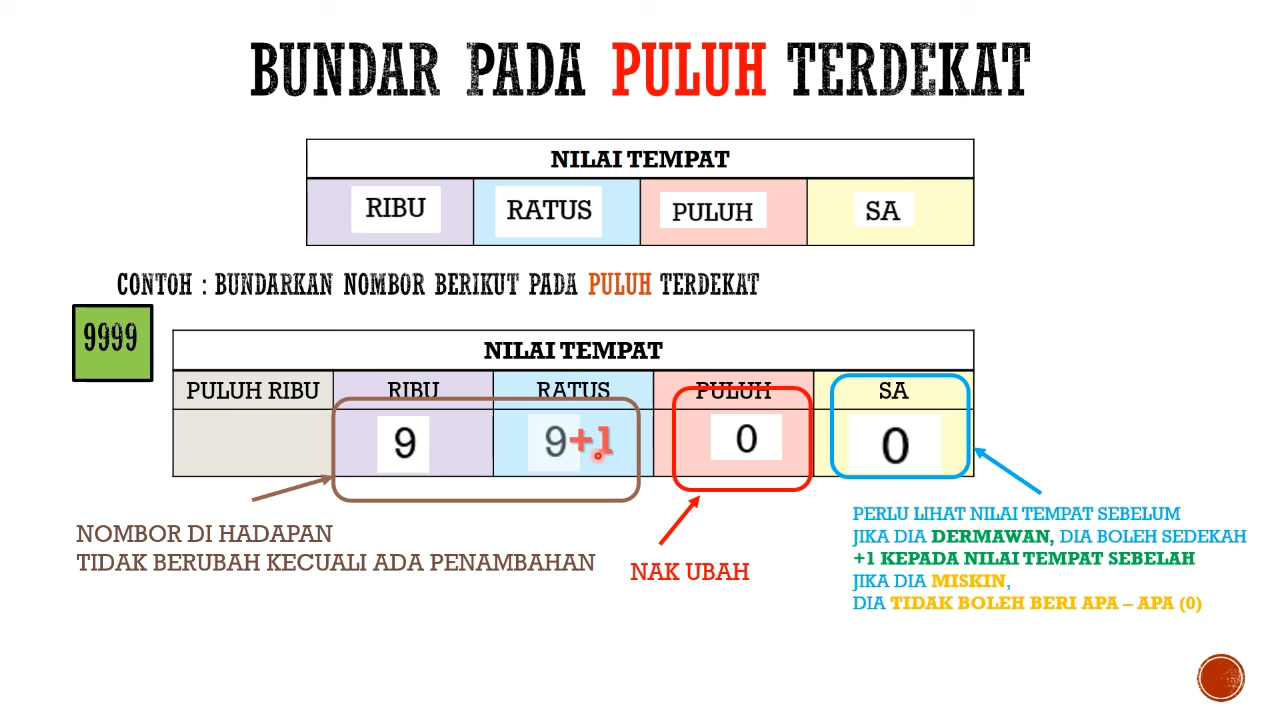 BUNDAR PADA PULUH TERDEKAT
NILAI TEMPAT
RIBU RATUS PULUH SA
CONTOH : BUNDARKAN NOMBOR BERIKUT PADA PULUH TERDEKAT
9999
NILAI TEMPAT
PULUH RIBU RIBU RATUS PULUH SA
9 9+1 0 0
NOMBOR DI HADAPAN
TIDAK BERUBAH KECUALI ADA PENAMBAHAN
NAK UBAH
PERLU LIHAT NILAI TEMPAT SEBELUM
JIKA DIA DERMAWAN, DIA BOLEH SEDEKAH
+1 KEPADA NILAI TEMPAT SEBELAH
JIKA DIA MISKIN,
DIA TIDAK BOLEH BERI APA – APA (0)